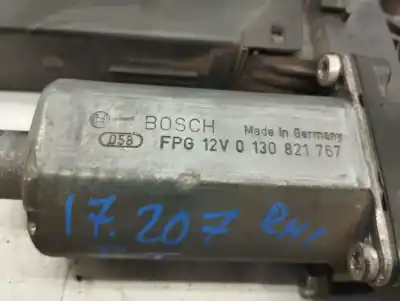 BOSCH Made in Germany
058 FPG 12V 0 130 821 767
17.207